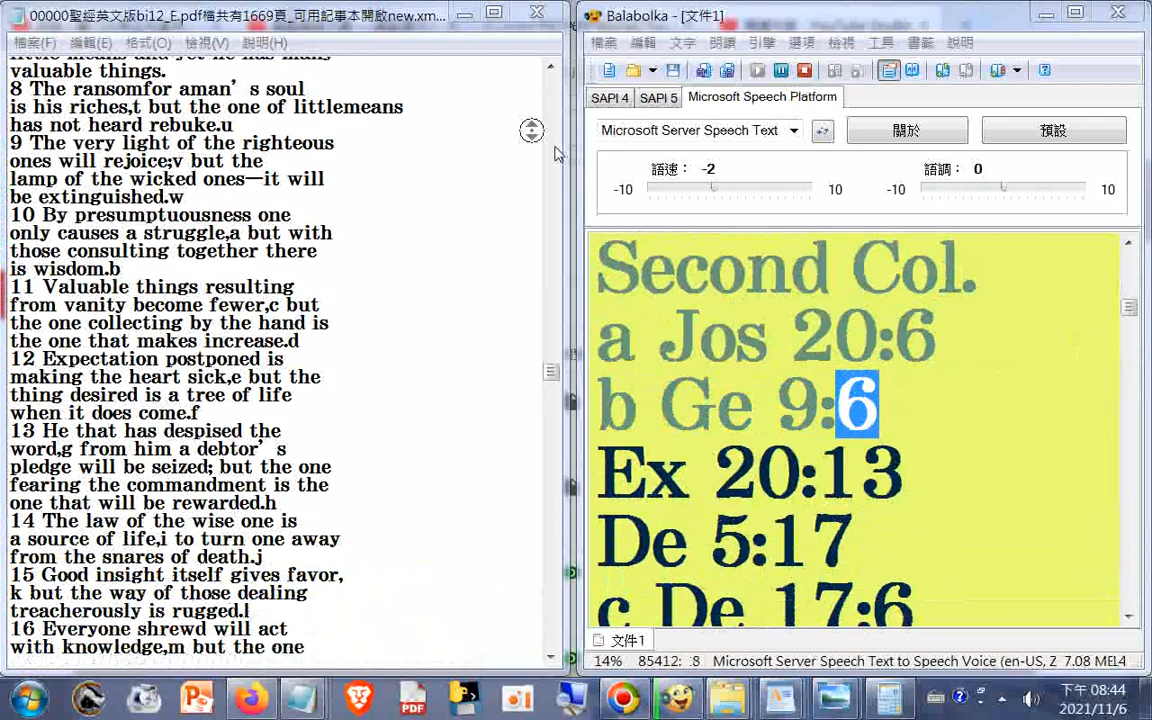 00000聖經英文版bi12_E.pdf檔共有1669頁_可用記事本開啟new.xm...
檔案(F) 編輯(E) 格式(O) 檢視(V) 說明(H)
valuable things.
8 The ransomfor aman’s soul
is his riches,t but the one of littlemeans
has not heard rebuke.u
9 The very light of the righteous
ones will rejoice;v but the
lamp of the wicked ones—it will
be extinguished.w
10 By presumptuousness one
only causes a struggle,a but with
those consulting together there
is wisdom.b
11 Valuable things resulting
from vanity become fewer,c but
the one collecting by the hand is
the one that makes increase.d
12 Expectation postponed is
making the heart sick,e but the
thing desired is a tree of life
when it does come.f
13 He that has despised the
word,g from him a debtor’s
pledge will be seized; but the one
fearing the commandment is the
one that will be rewarded.h
14 The law of the wise one is
a source of life,i to turn one away
from the snares of death.j
15 Good insight itself gives favor,
k but the way of those dealing
treacherously is rugged.l
16 Everyone shrewd will act
with knowledge,m but the one
Balabolka - [文件1]
檔案 編輯 文字 朗讀 引擎 選項 檢視 工具 書籤 說明
SAPI 4 SAPI 5 Microsoft Speech Platform
Microsoft Server Speech Text 關於 預設
語速： -2 語調： 0
-10 10 -10 10
Second Col.
a Jos 20:6
b Ge 9:6
Ex 20:13
De 5:17
c De 17:6
文件1
14% 85412: :8 Microsoft Server Speech Text to Speech Voice (en-US, Z 7.08 ME
下午 08:44
2021/11/6